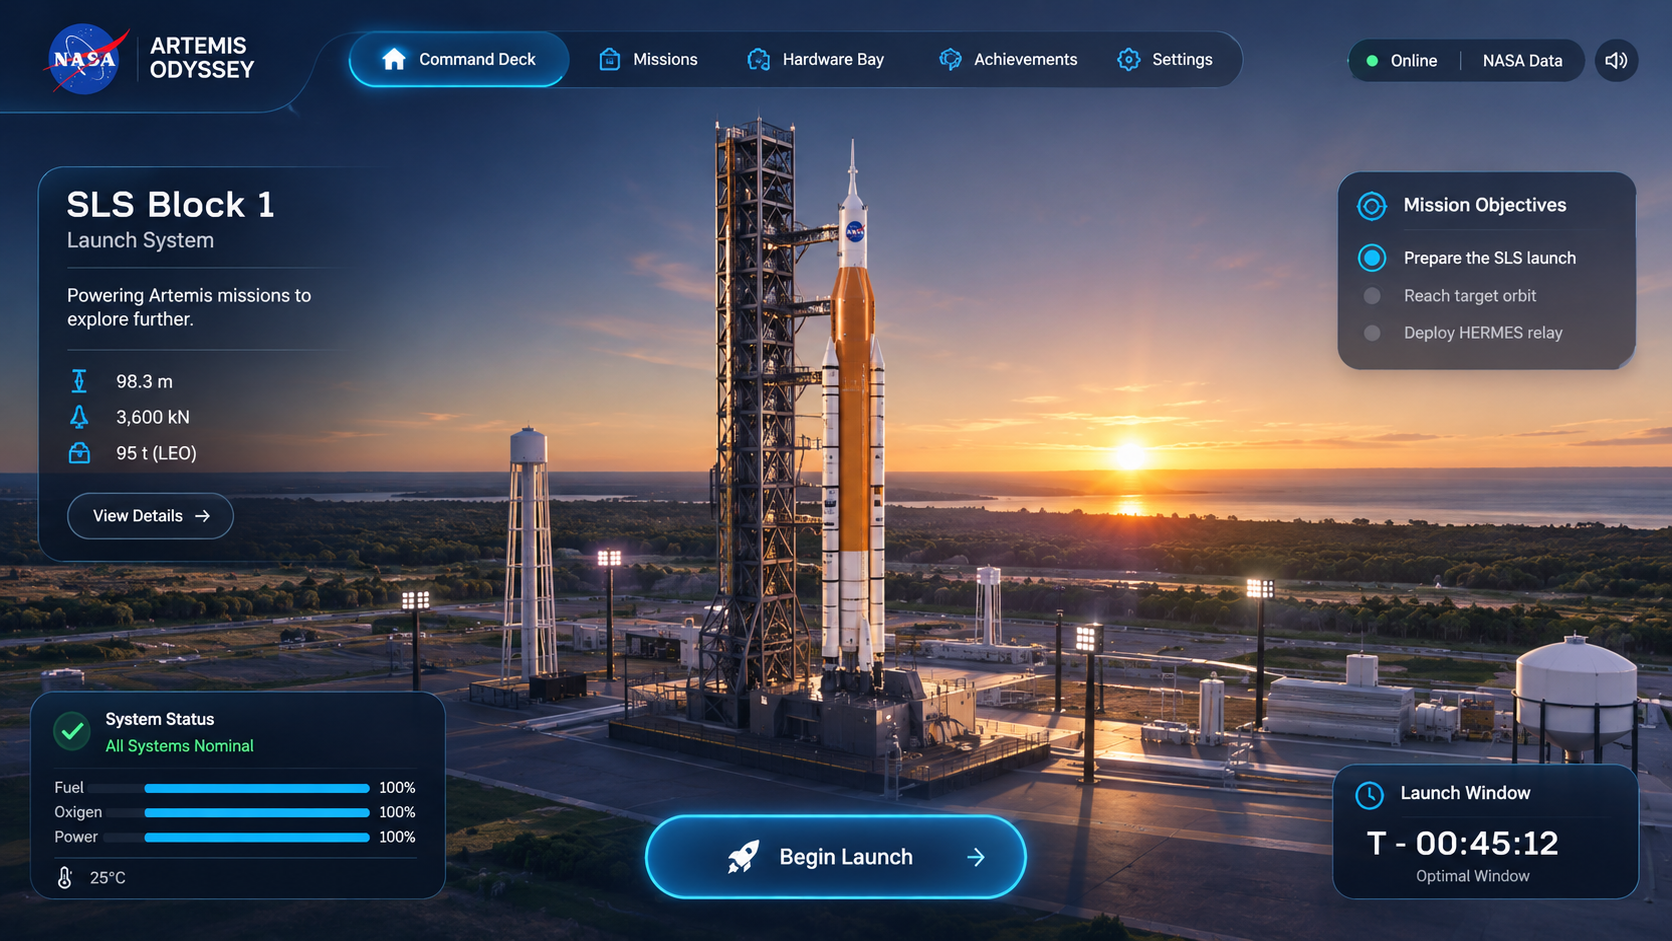 NASA
ARTEMIS
ODYSSEY
Command Deck
Missions
Hardware Bay
Achievements
Settings
Online
NASA Data
SLS Block 1
Launch System
Powering Artemis missions to
explore further.
98.3 m
3,600 kN
95 t (LEO)
View Details
NASA
Mission Objectives
Prepare the SLS launch
Reach target orbit
Deploy HERMES relay
System Status
All Systems Nominal
Fuel 100%
Oxigen 100%
Power 100%
25°C
Begin Launch
Launch Window
T - 00:45:12
Optimal Window